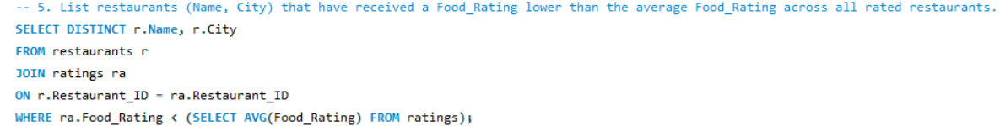 -- 5. List restaurants (Name, City) that have received a Food_Rating lower than the average Food_Rating across all rated restaurants.
SELECT DISTINCT r.Name, r.City
FROM restaurants r
JOIN ratings ra
ON r.Restaurant_ID = ra.Restaurant_ID
WHERE ra.Food_Rating < (SELECT AVG(Food_Rating) FROM ratings);